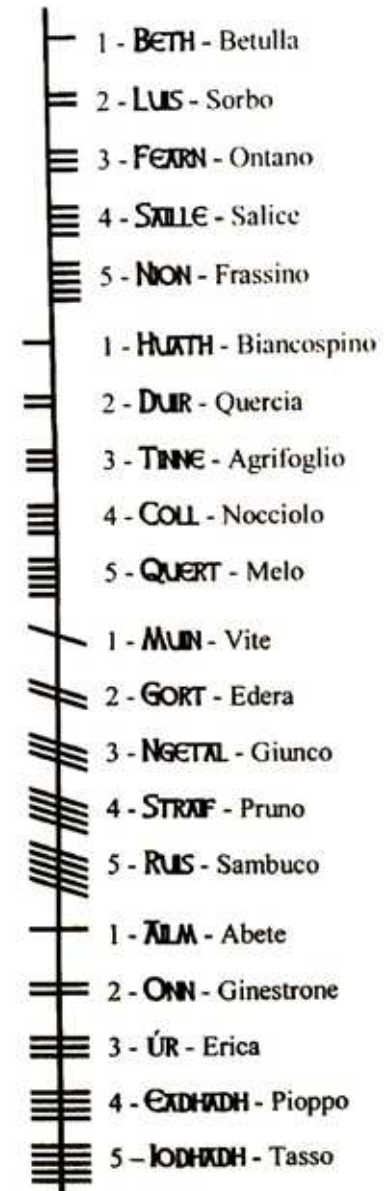 1 - BETH - Betulla
2 - LUIS - Sorbo
3 - FEARN - Ontano
4 - SAILLE - Salice
5 - NION - Frassino
1 - HUATH - Biancospino
2 - DUIR - Quercia
3 - TINNE - Agrifoglio
4 - COLL - Nocciolo
5 - QUERT - Melo
1 - MUIN - Vite
2 - GORT - Edera
3 - NGETAL - Giunco
4 - STRAIF - Pruno
5 - RUIS - Sambuco
1 - AILM - Abete
2 - ONN - Ginestrone
3 - ÚR - Erica
4 - EADHADH - Pioppo
5 – IODHADH - Tasso